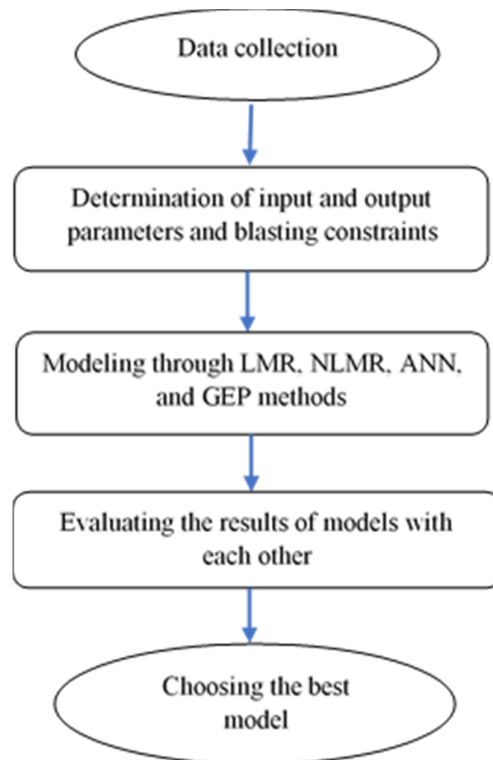 Data collection
Determination of input and output
parameters and blasting constraints
Modeling through LMR, NLMR, ANN,
and GEP methods
Evaluating the results of models with
each other
Choosing the best
model